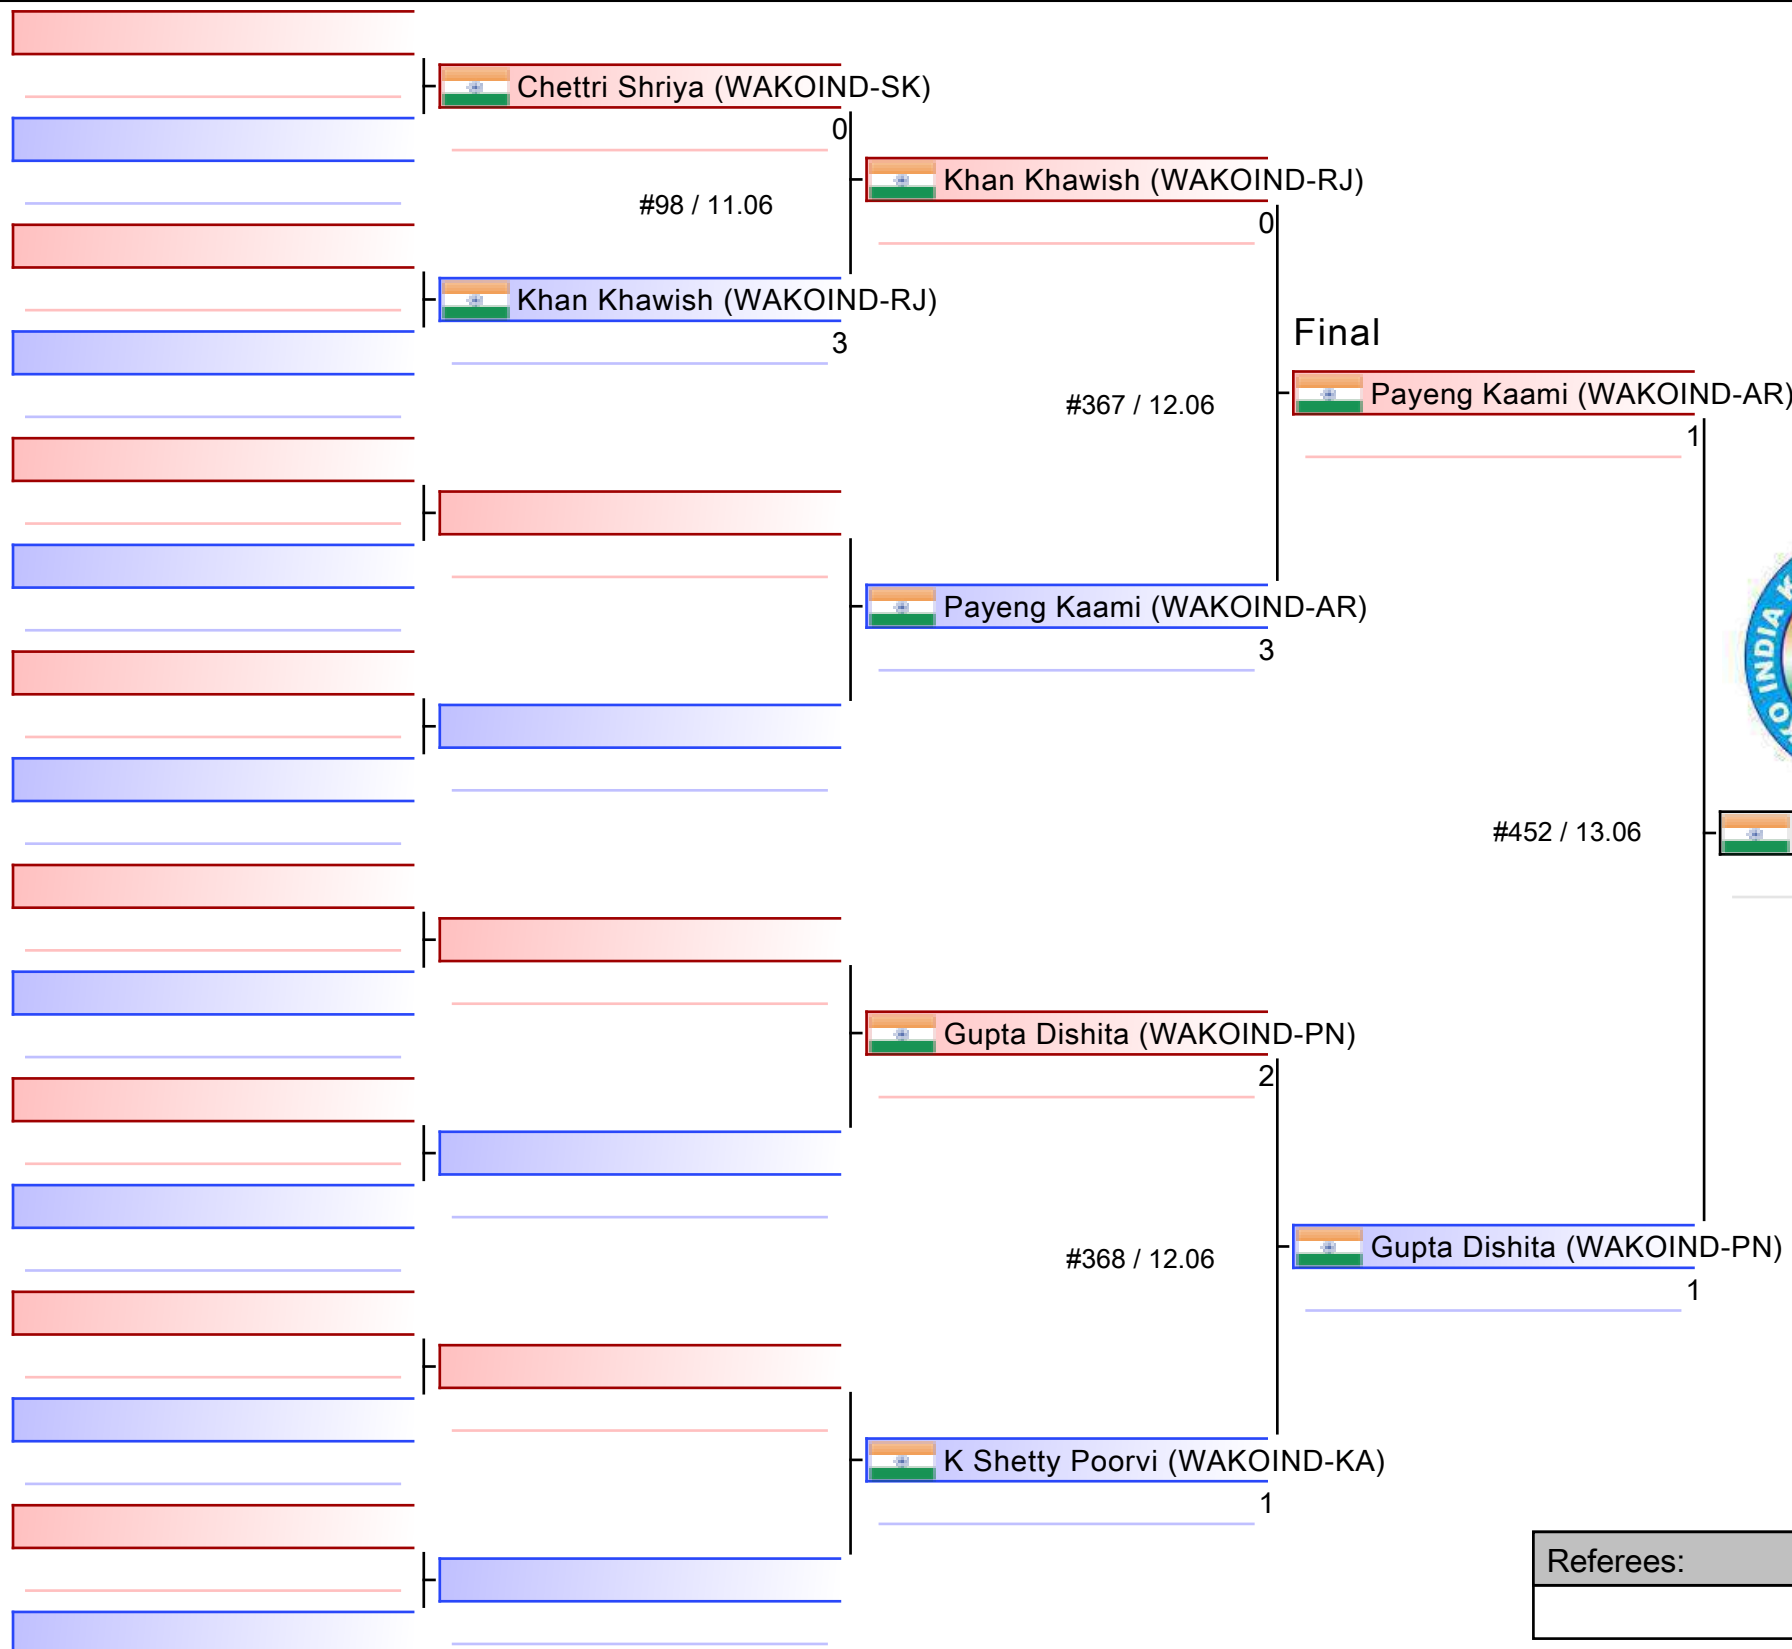 Chettri Shriya (WAKOIND-SK)
0
#98 / 11.06
Khan Khawish (WAKOIND-RJ)
3
Khan Khawish (WAKOIND-RJ)
0
#367 / 12.06
Payeng Kaami (WAKOIND-AR)
3
Final
Payeng Kaami (WAKOIND-AR)
1
O INDIA K
#452 / 13.06
Gupta Dishita (WAKOIND-PN)
2
#368 / 12.06
K Shetty Poorvi (WAKOIND-KA)
1
Gupta Dishita (WAKOIND-PN)
1
Referees: